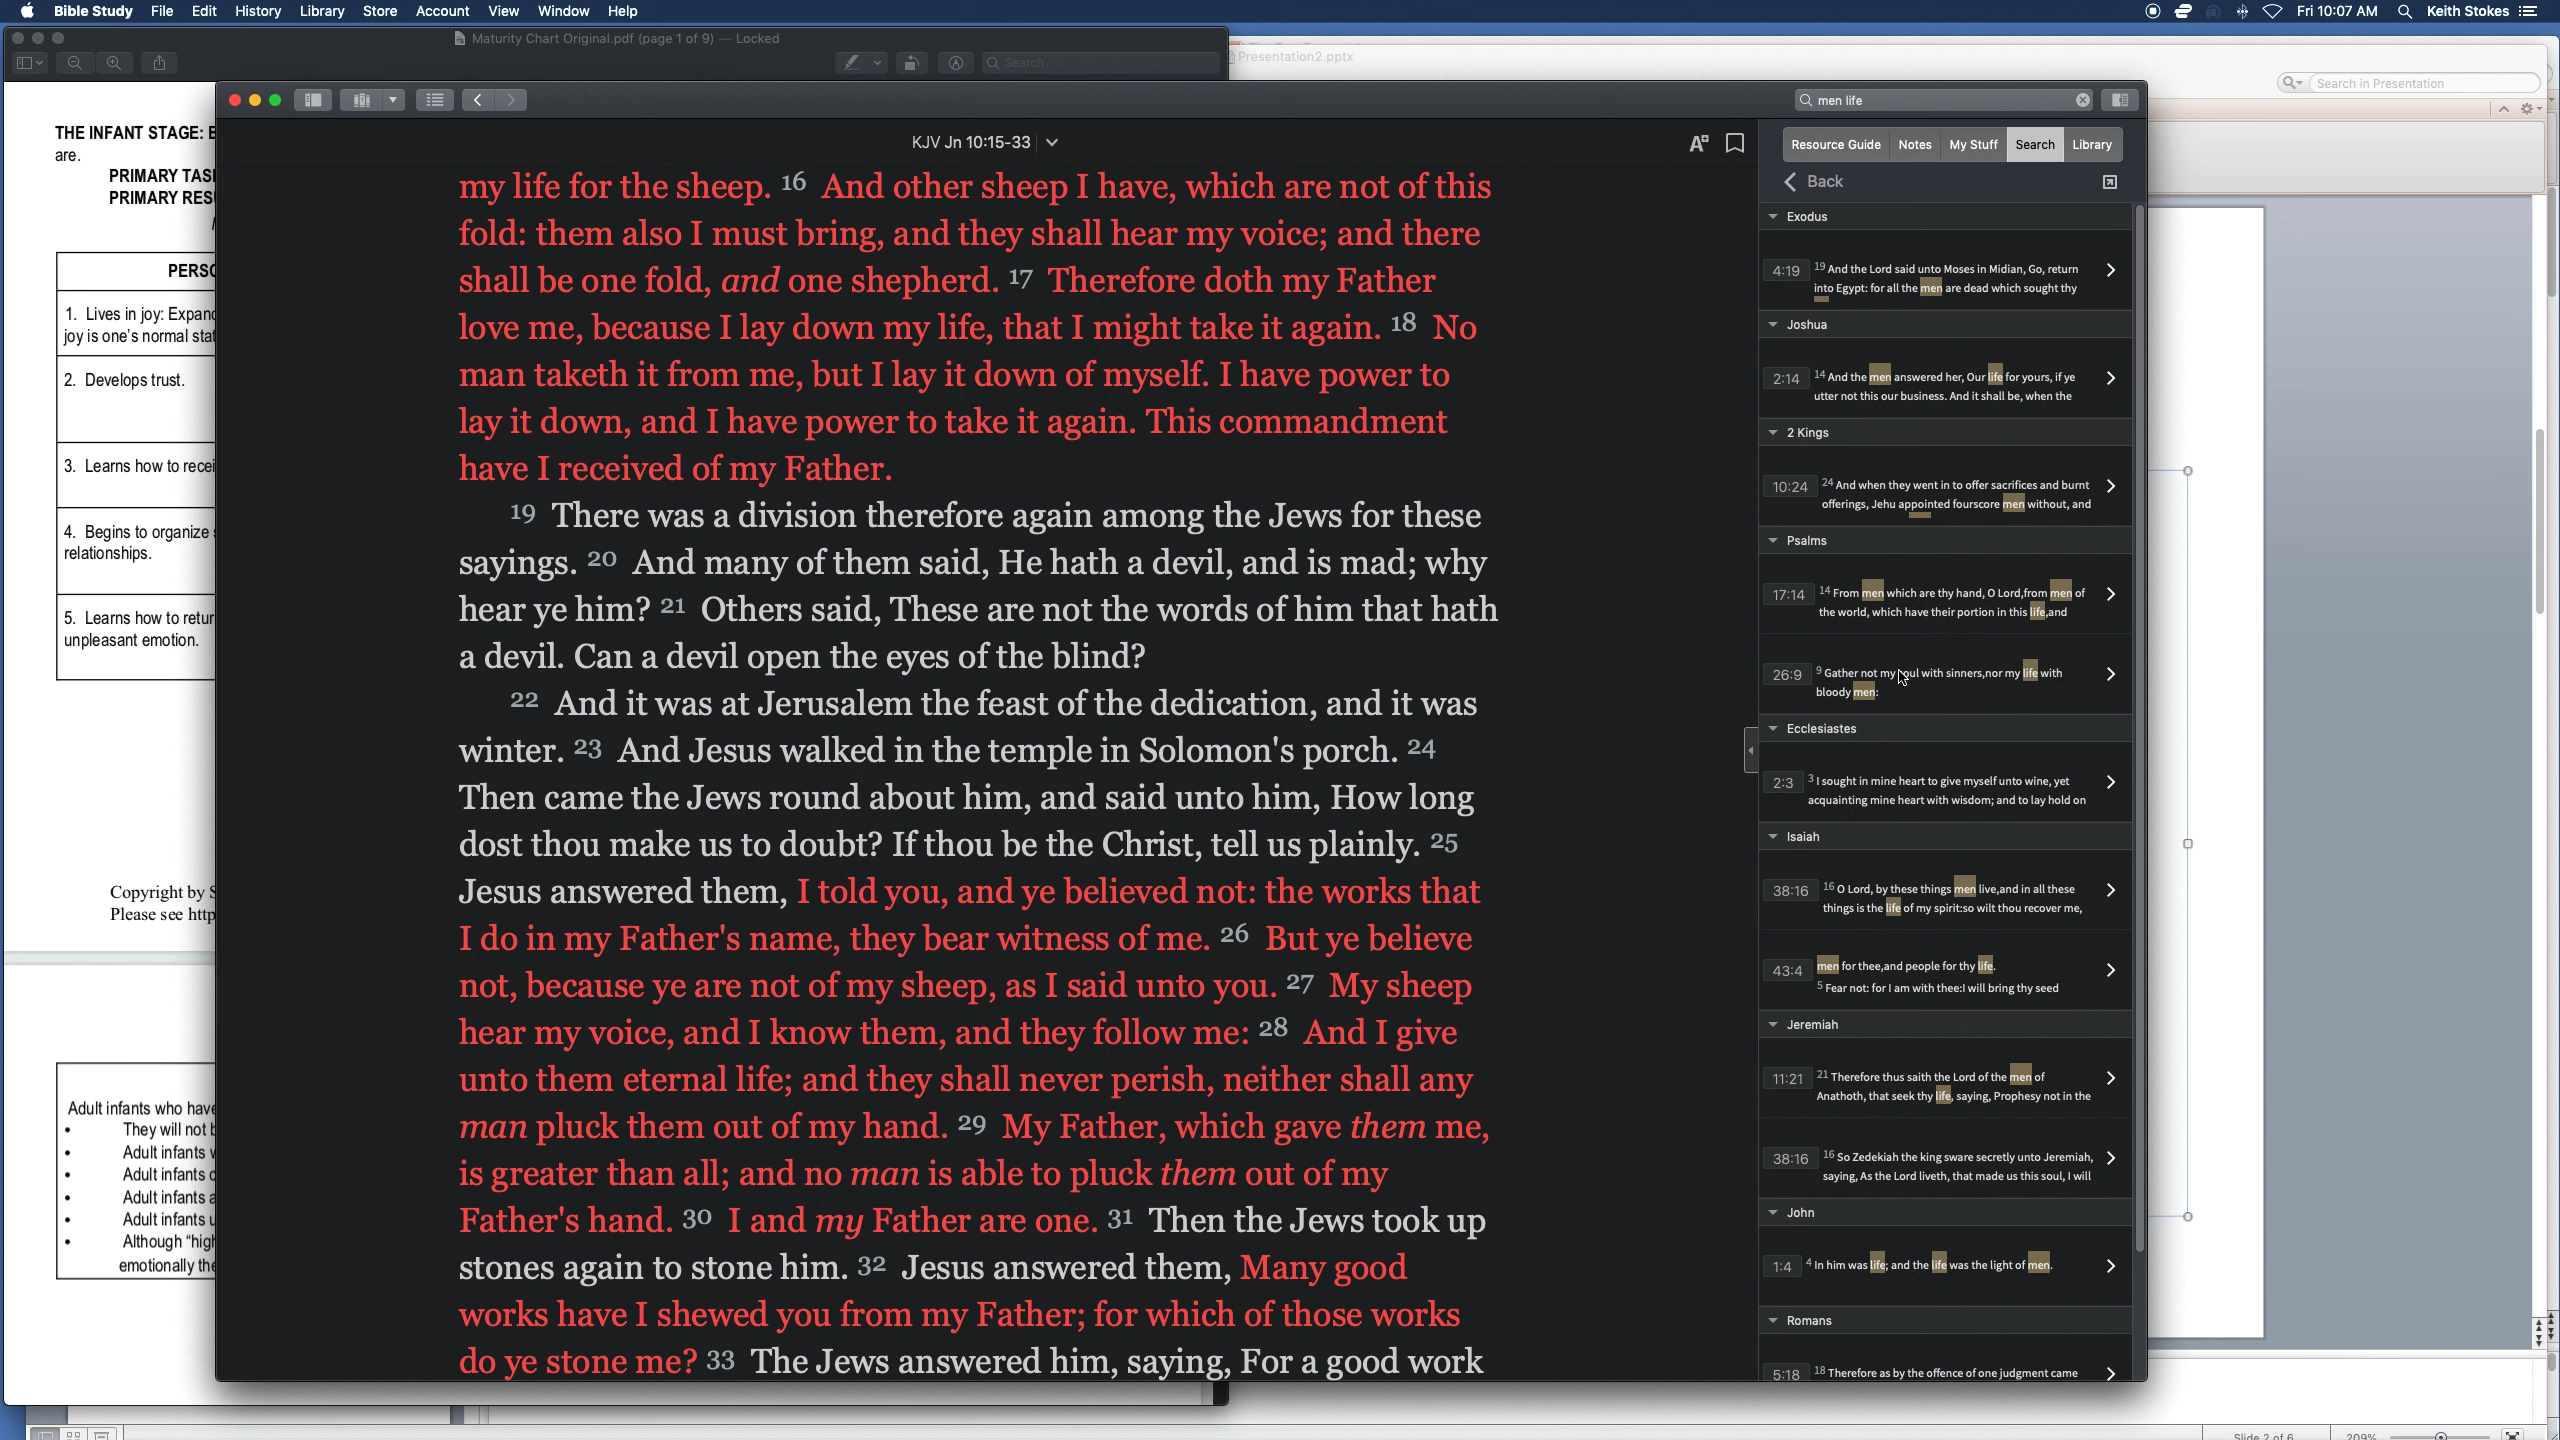 Bible Study File Edit History Library Store Account View Window Help
Fri 10:07 AM Keith Stokes
Maturity Chart Original.pdf (page 1 of 9) — Locked
Search
Presentation2.pptx
Search in Presentation
THE INFANT STAGE:
are.
PRIMARY
PRIMARY
1. Lives in joy:
joy is one's normal
2. Develops trust.
3. Learns how to
4. Begins to organize
relationships.
5. Learns how to
unpleasant emotion.
Copyright by
Please see
Adult infants who have
• They will not
• Adult infants
• Adult infants
• Adult infants
• Adult infants
• Although
emotionally
men life
KJV Jn 10:15-33
my life for the sheep. 16 And other sheep I have, which are not of this
fold: them also I must bring, and they shall hear my voice; and there
shall be one fold, and one shepherd. 17 Therefore doth my Father
love me, because I lay down my life, that I might take it again. 18 No
man taketh it from me, but I lay it down of myself. I have power to
lay it down, and I have power to take it again. This commandment
have I received of my Father.
19 There was a division therefore again among the Jews for these
sayings. 20 And many of them said, He hath a devil, and is mad; why
hear ye him? 21 Others said, These are not the words of him that hath
a devil. Can a devil open the eyes of the blind?
22 And it was at Jerusalem the feast of the dedication, and it was
winter. 23 And Jesus walked in the temple in Solomon's porch. 24
Then came the Jews round about him, and said unto him, How long
dost thou make us to doubt? If thou be the Christ, tell us plainly. 25
Jesus answered them, I told you, and ye believed not: the works that
I do in my Father's name, they bear witness of me. 26 But ye believe
not, because ye are not of my sheep, as I said unto you. 27 My sheep
hear my voice, and I know them, and they follow me: 28 And I give
unto them eternal life; and they shall never perish, neither shall any
man pluck them out of my hand. 29 My Father, which gave them me,
is greater than all; and no man is able to pluck them out of my
Father's hand. 30 I and my Father are one. 31 Then the Jews took up
stones again to stone him. 32 Jesus answered them, Many good
works have I shewed you from my Father; for which of those works
do ye stone me? 33 The Jews answered him, saying, For a good work
Resource Guide Notes My Stuff Search Library
Back
Exodus
4:19 19 And the Lord said unto Moses in Midian, Go, return
into Egypt: for all the men are dead which sought thy
Joshua
2:14 14 And the men answered her, Our life for yours, if ye
utter not this our business. And it shall be, when the
2 Kings
10:24 24 And when they went in to offer sacrifices and burnt
offerings, Jehu appointed fourscore men without, and
Psalms
17:14 14 From men which are thy hand, O Lord,from men of
the world, which have their portion in this life,and
26:9 9 Gather not my soul with sinners,nor my life with
bloody men:
Ecclesiastes
2:3 3 I sought in mine heart to give myself unto wine, yet
acquainting mine heart with wisdom; and to lay hold on
Isaiah
38:16 16 O Lord, by these things men live,and in all these
things is the life of my spirit:so wilt thou recover me,
43:4 men for thee,and people for thy life.
5 Fear not: for I am with thee:I will bring thy seed
Jeremiah
11:21 21 Therefore thus saith the Lord of the men of
Anathoth, that seek thy life, saying, Prophesy not in the
38:16 16 So Zedekiah the king sware secretly unto Jeremiah,
saying, As the Lord liveth, that made us this soul, I will
John
1:4 4 In him was life; and the life was the light of men.
Romans
5:18 18 Therefore as by the offence of one judgment came
Slide 2 of 6 209%